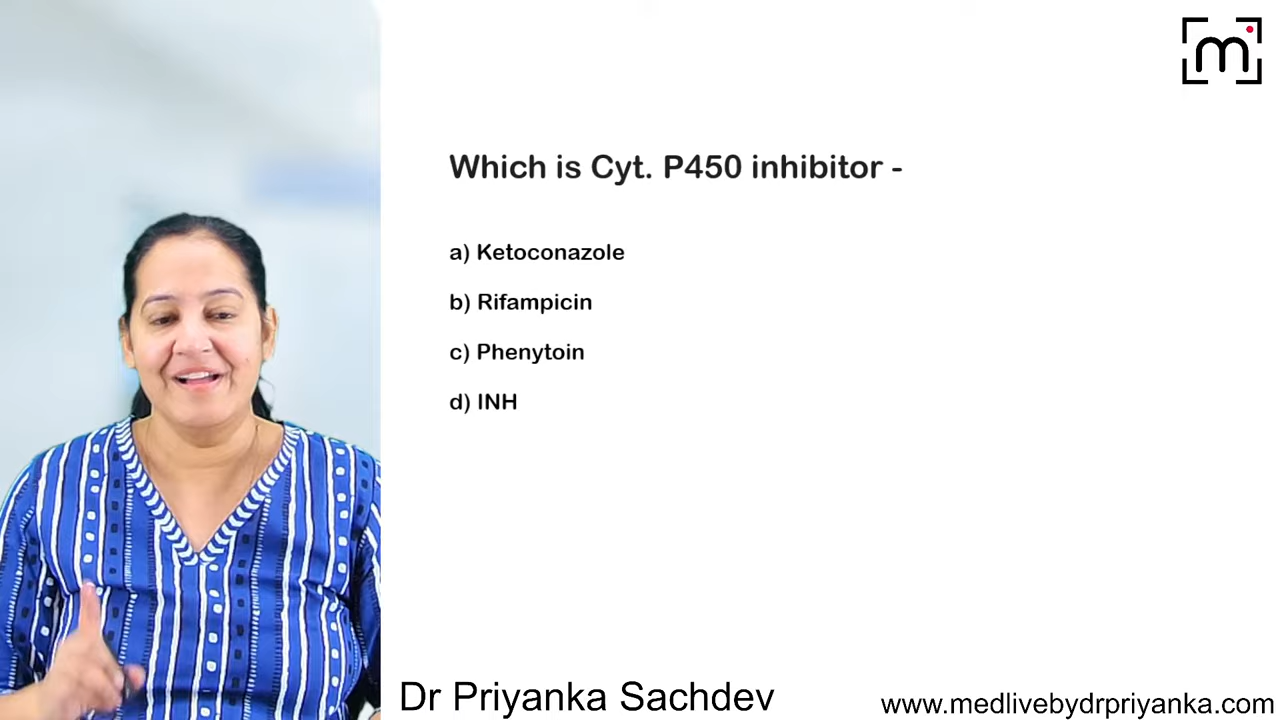 m
Which is Cyt. P450 inhibitor -
a) Ketoconazole
b) Rifampicin
c) Phenytoin
d) INH
Dr Priyanka Sachdev
www.medlivebydrpriyanka.com